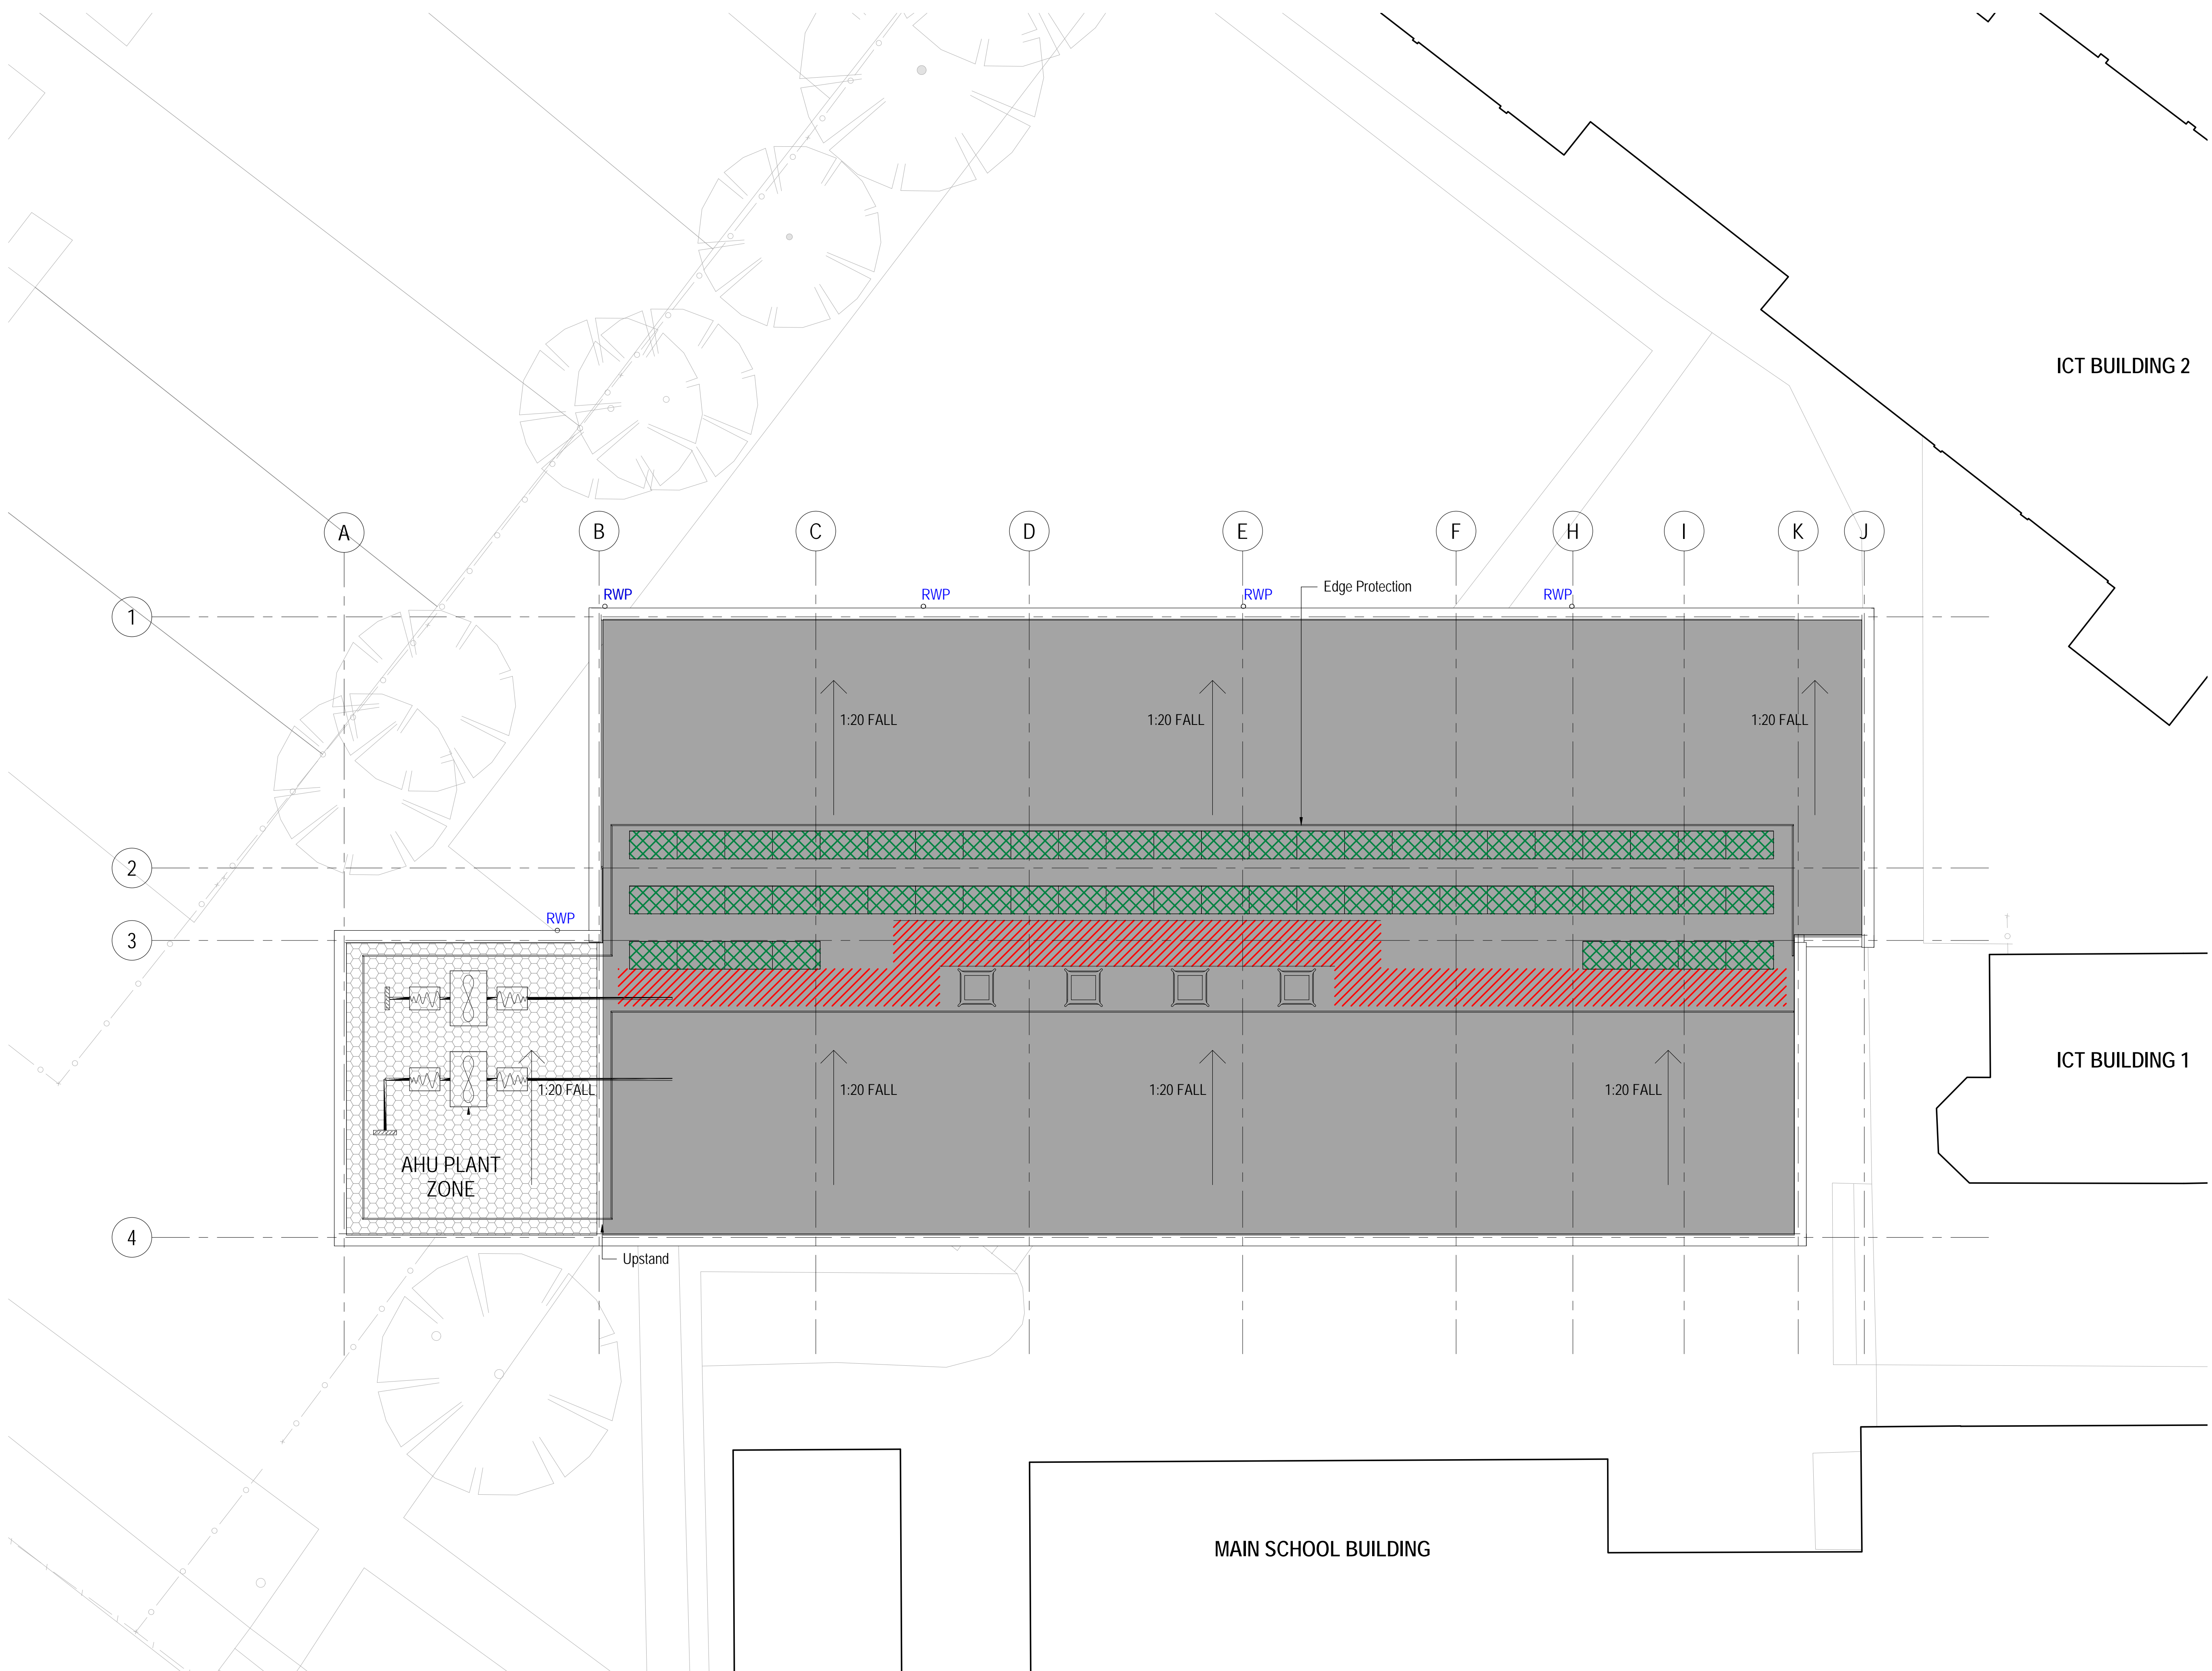 ICT BUILDING 2
A
B
C
D
E
F
H
I
K
J
Edge Protection
RWP
RWP
RWP
RWP
1
1:20 FALL
1:20 FALL
1:20 FALL
2
RWP
3
ICT BUILDING 1
1:20 FALL
1:20 FALL
1:20 FALL
1:20 FALL
AHU PLANT
ZONE
4
Upstand
MAIN SCHOOL BUILDING